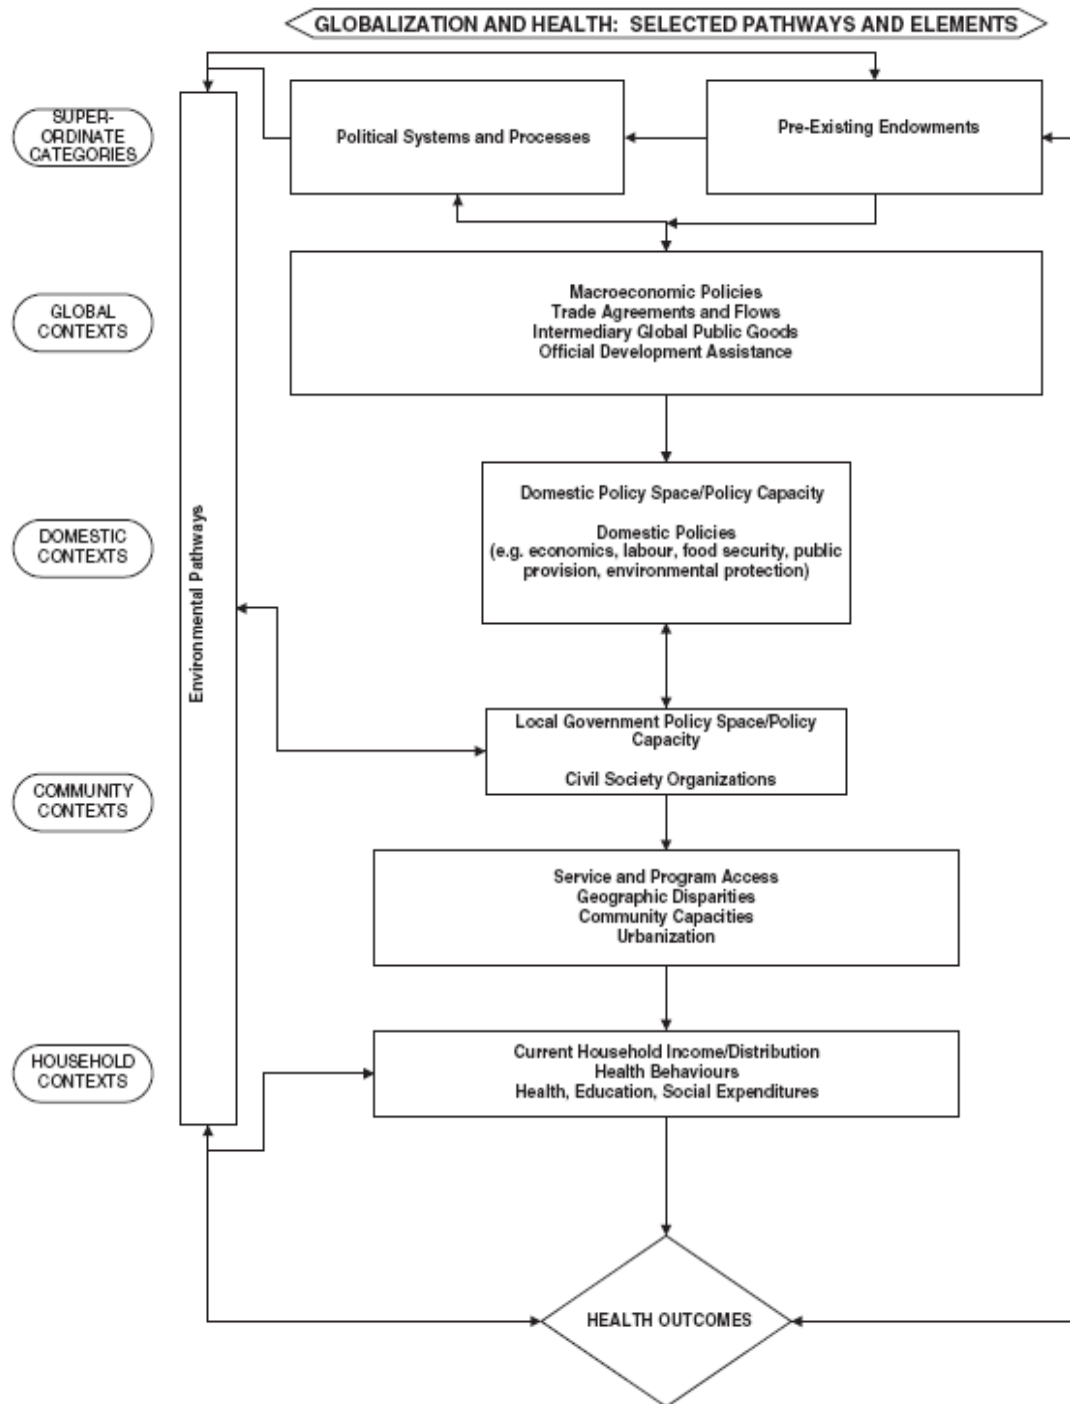 GLOBALIZATION AND HEALTH: SELECTED PATHWAYS AND ELEMENTS
SUPER-
ORDINATE
CATEGORIES
Political Systems and Processes
Pre-Existing Endowments
GLOBAL
CONTEXTS
Macroeconomic Policies
Trade Agreements and Flows
Intermediary Global Public Goods
Official Development Assistance
Environmental Pathways
DOMESTIC
CONTEXTS
Domestic Policy Space/Policy Capacity
Domestic Policies
(e.g. economics, labour, food security, public
provision, environmental protection)
COMMUNITY
CONTEXTS
Local Government Policy Space/Policy
Capacity
Civil Society Organizations
Service and Program Access
Geographic Disparities
Community Capacities
Urbanization
HOUSEHOLD
CONTEXTS
Current Household Income/Distribution
Health Behaviours
Health, Education, Social Expenditures
HEALTH OUTCOMES